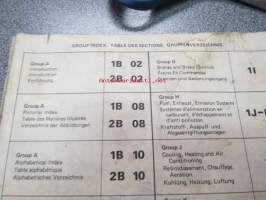 GROUP INDEX, TABLE DES SECTIONS, GRUPPENVERZEICHNIS
Group A
Introduction
Introduction
Einführung
1B 02
2B 02
Group G
Brakes and Brake Controls
Freins Et Commandes
Bremsen und Bedienungsorgane
1I
Group A
Pictorial Index
Table des Matières Illustrée
Verzeichnis der Abbildungen
1B 08
2B 08
Group H
Fuel, Exhaust, Emission Systems
Systèmes d'alimentation en
carburant, d'échappement et
d'anti-pollution
Kraftstoff-, Auspuff- und
Abgasreinigungsanlagen
1J-
Group A
Alphabetical Index
Table alphabétique
Alphabetisches Verzeichnis
1B 10
2B 10
Group J
Cooling, Heating and Air
Conditioning
Refroidissement, Chauffage,
Aération
Kühlung, Heizung, Lüftung